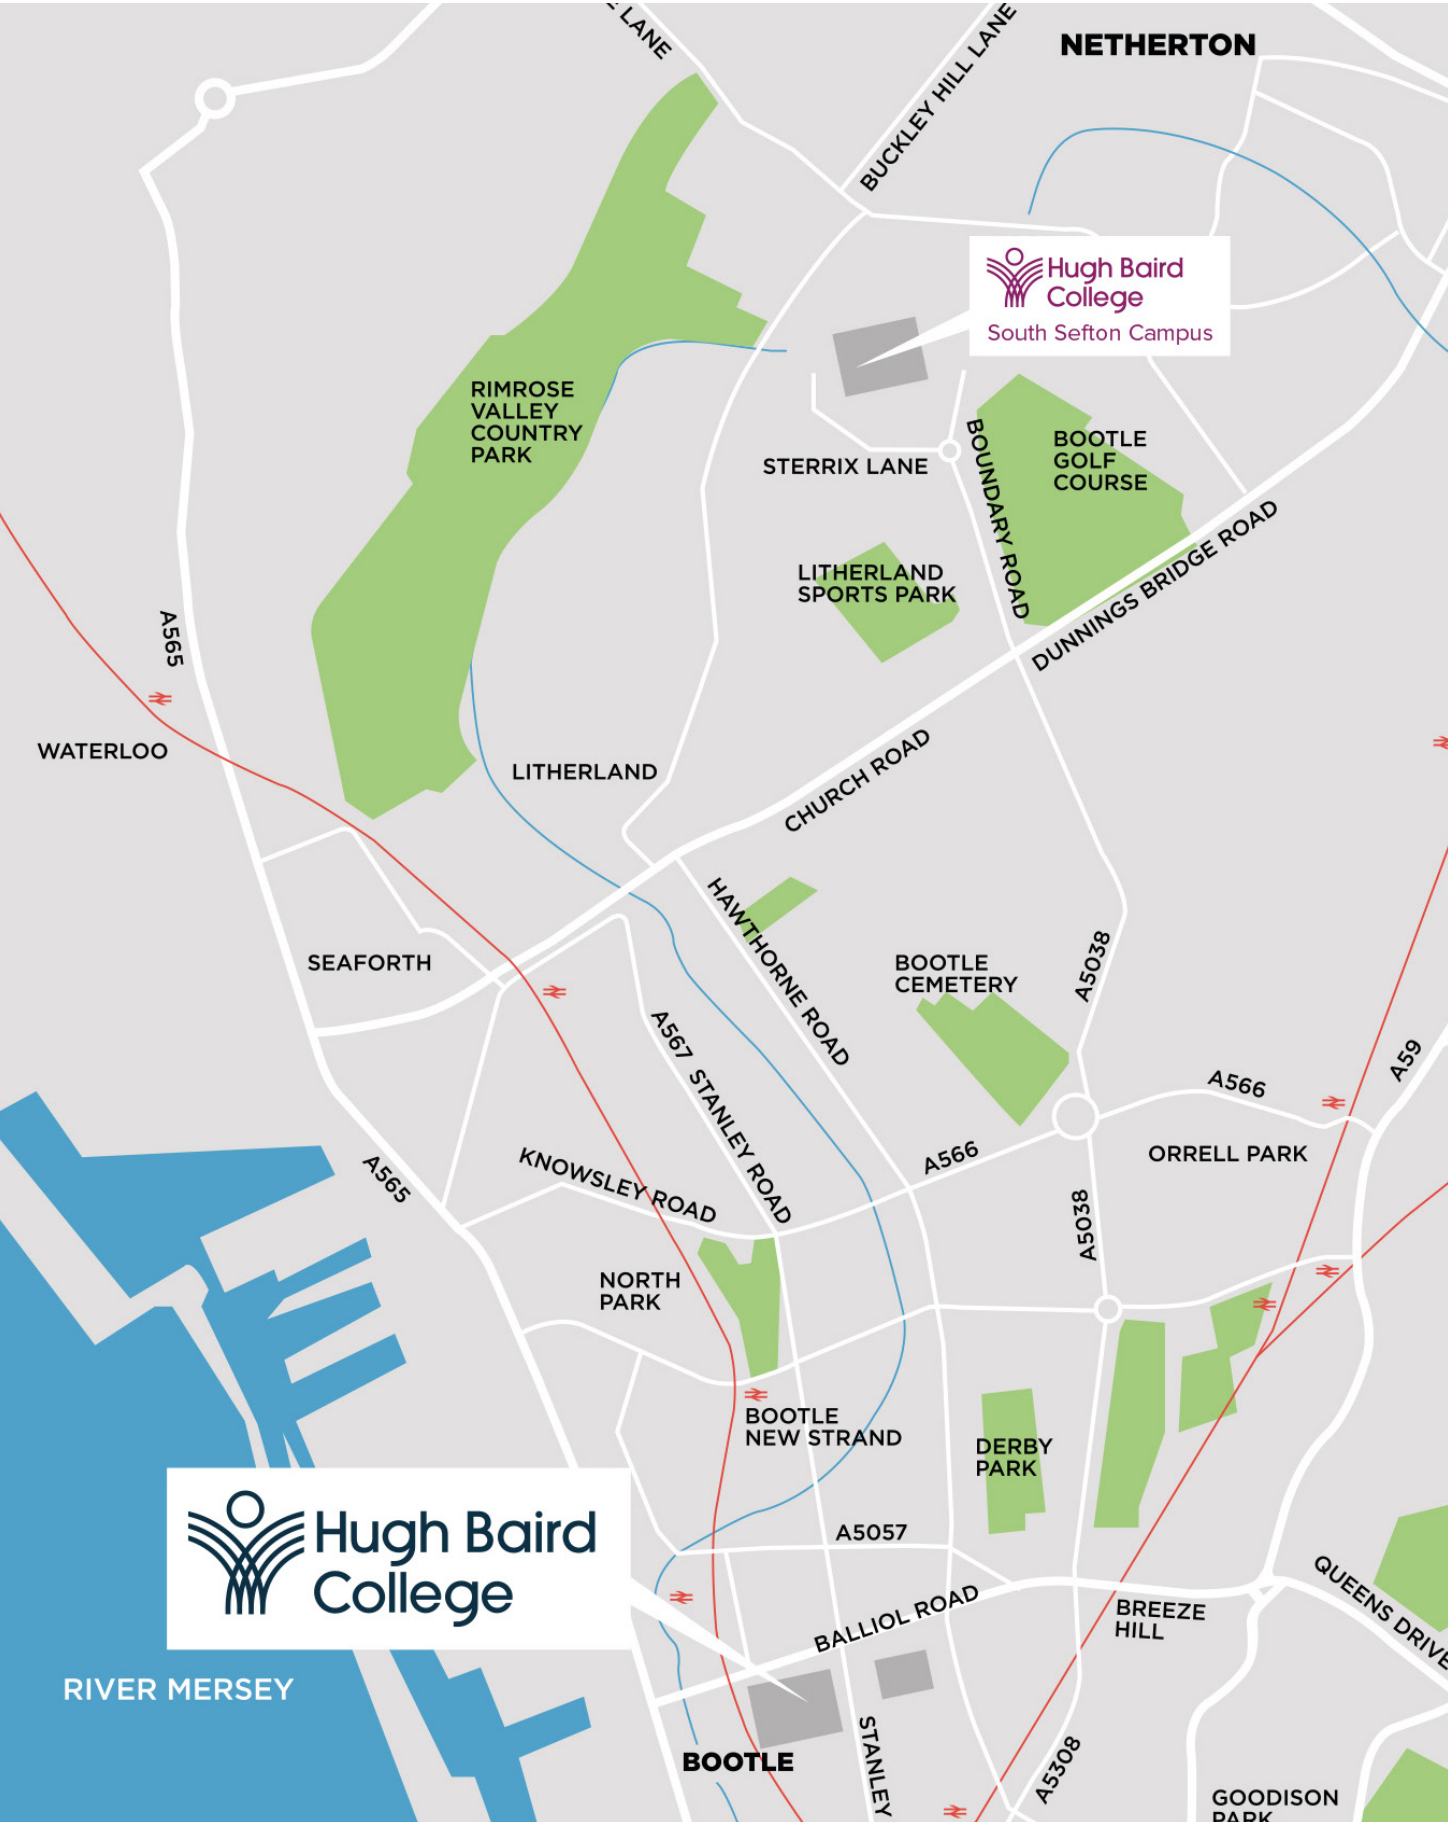 LANE
BUCKLEY HILL LANE
NETHERTON
Hugh Baird
College
South Sefton Campus
RIMROSE
VALLEY
COUNTRY
PARK
STERRIX LANE
BOUNDARY ROAD
BOOTLE
GOLF
COURSE
LITHERLAND
SPORTS PARK
DUNNINGS BRIDGE ROAD
A565
WATERLOO
LITHERLAND
CHURCH ROAD
HAWTHORNE ROAD
SEAFORTH
BOOTLE
CEMETERY
A5038
A567 STANLEY ROAD
A59
A566
KNOWSLEY ROAD
A566
ORRELL PARK
A565
A5038
NORTH
PARK
BOOTLE
NEW STRAND
DERBY
PARK
Hugh Baird
College
A5057
BALLIOL ROAD
BREEZE
HILL
QUEENS DRIVE
RIVER MERSEY
BOOTLE
STANLEY
A5308
GOODISON
PARK